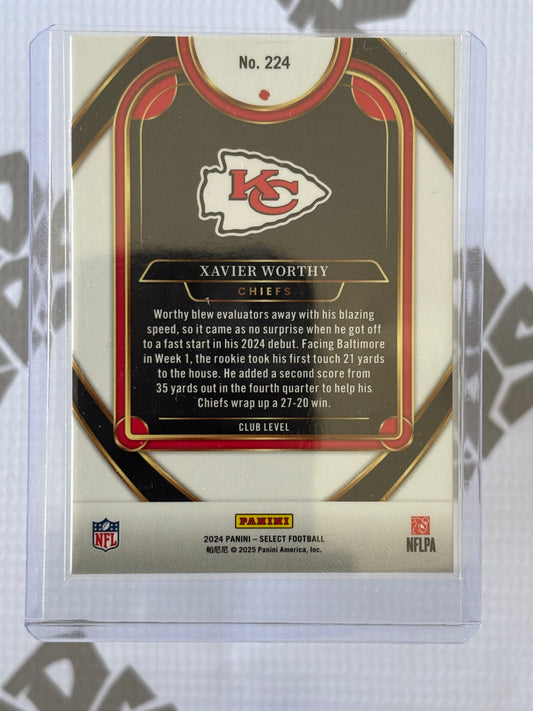 No. 224
KC
XAVIER WORTHY
CHIEFS
Worthy blew evaluators away with his blazing
speed, so it came as no surprise when he got off
to a fast start in his 2024 debut. Facing Baltimore
in Week 1, the rookie took his first touch 21 yards
to the house. He added a second score from
35 yards out in the fourth quarter to help his
Chiefs wrap up a 27-20 win.
CLUB LEVEL
PANINI
NFL
2024 PANINI – SELECT FOOTBALL
帕尼尼 © 2025 Panini America, Inc.
NFLPA